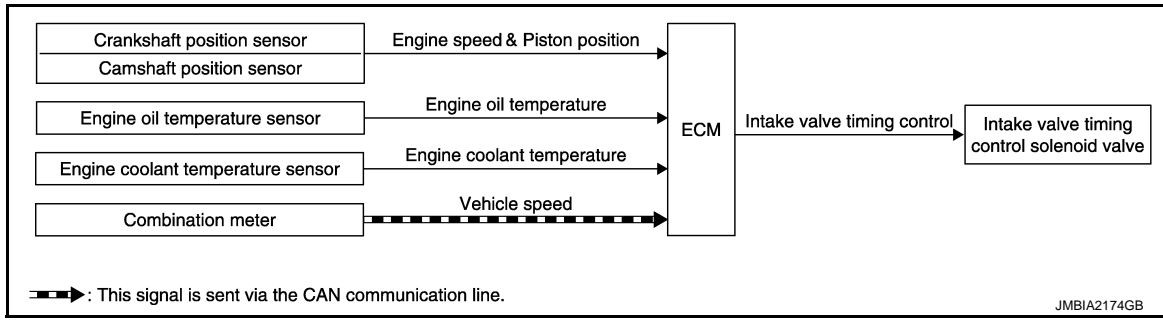 Crankshaft position sensor
Camshaft position sensor
Engine speed & Piston position
Engine oil temperature sensor
Engine oil temperature
Engine coolant temperature sensor
Engine coolant temperature
Combination meter
Vehicle speed
ECM
Intake valve timing control
Intake valve timing
control solenoid valve
: This signal is sent via the CAN communication line.
JMBIA2174GB